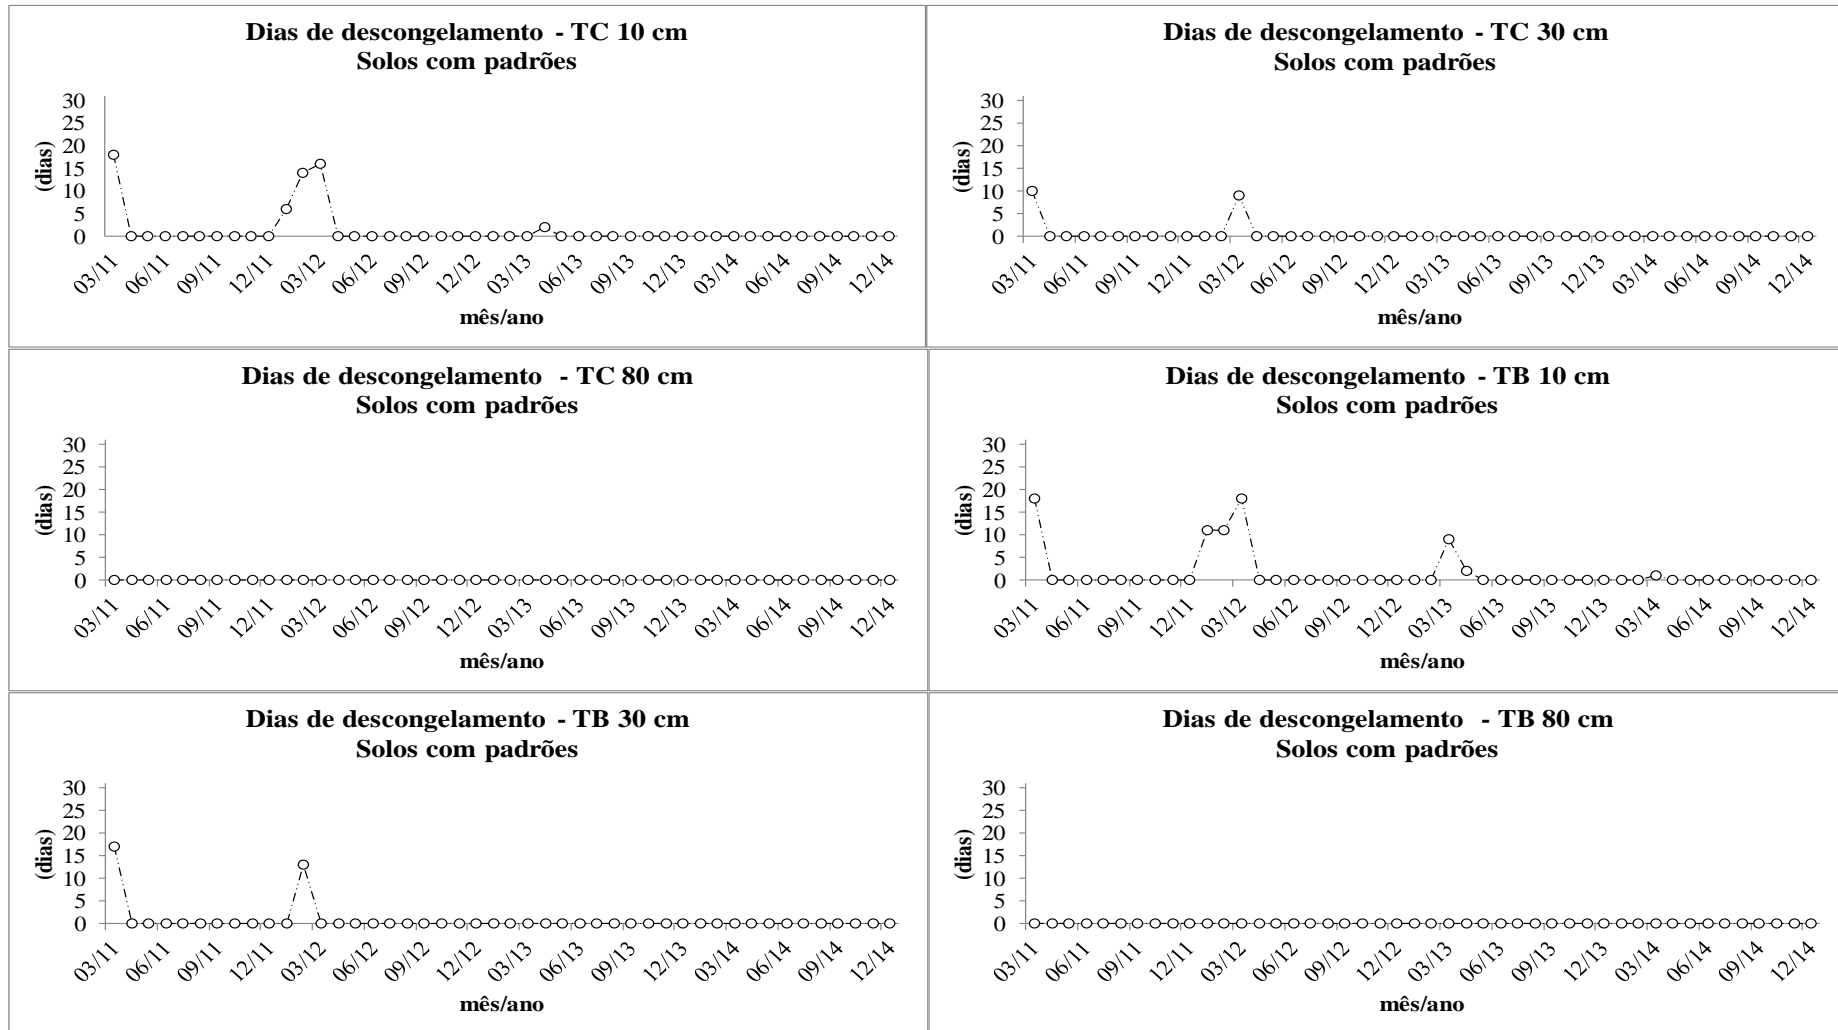 Dias de descongelamento - TC 10 cm
Solos com padrões
30
25
20
15
10
5
0
(dias)
03/11 06/11 09/11 12/11 03/12 06/12 09/12 12/12 03/13 06/13 09/13 12/13 03/14 06/14 09/14 12/14
mês/ano
Dias de descongelamento - TC 30 cm
Solos com padrões
30
25
20
15
10
5
0
(dias)
03/11 06/11 09/11 12/11 03/12 06/12 09/12 12/12 03/13 06/13 09/13 12/13 03/14 06/14 09/14 12/14
mês/ano
Dias de descongelamento - TC 80 cm
Solos com padrões
30
25
20
15
10
5
0
(dias)
03/11 06/11 09/11 12/11 03/12 06/12 09/12 12/12 03/13 06/13 09/13 12/13 03/14 06/14 09/14 12/14
mês/ano
Dias de descongelamento - TB 10 cm
Solos com padrões
30
25
20
15
10
5
0
(dias)
03/11 06/11 09/11 12/11 03/12 06/12 09/12 12/12 03/13 06/13 09/13 12/13 03/14 06/14 09/14 12/14
mês/ano
Dias de descongelamento - TB 30 cm
Solos com padrões
30
25
20
15
10
5
0
(dias)
03/11 06/11 09/11 12/11 03/12 06/12 09/12 12/12 03/13 06/13 09/13 12/13 03/14 06/14 09/14 12/14
mês/ano
Dias de descongelamento - TB 80 cm
Solos com padrões
30
25
20
15
10
5
0
(dias)
03/11 06/11 09/11 12/11 03/12 06/12 09/12 12/12 03/13 06/13 09/13 12/13 03/14 06/14 09/14 12/14
mês/ano